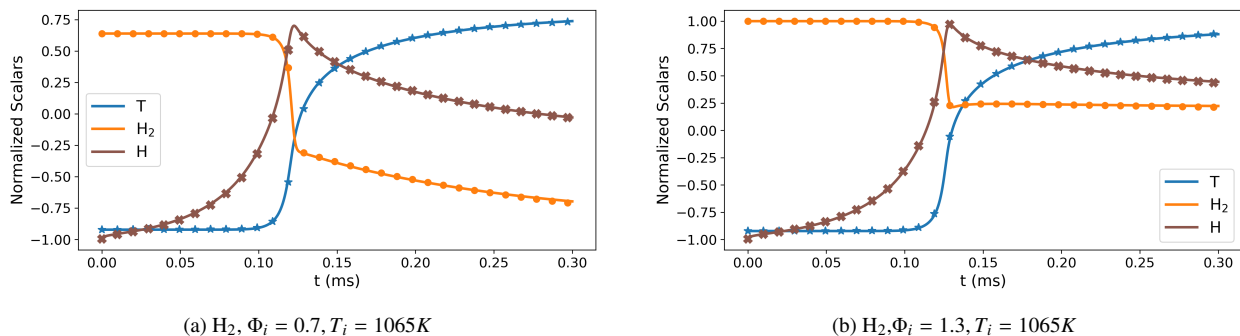 Normalized Scalars
0.75
0.50
0.25
0.00
−0.25
−0.50
−0.75
−1.00
T
H₂
H
0.00 0.05 0.10 0.15 0.20 0.25 0.30
t (ms)
(a) H₂, Φᵢ = 0.7, Tᵢ = 1065K
Normalized Scalars
1.00
0.75
0.50
0.25
0.00
−0.25
−0.50
−0.75
−1.00
T
H₂
H
0.00 0.05 0.10 0.15 0.20 0.25 0.30
t (ms)
(b) H₂,Φᵢ = 1.3, Tᵢ = 1065K